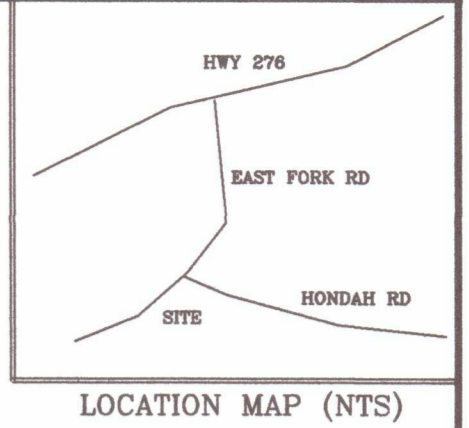 HWY 276
EAST FORK RD
HONDAH RD
SITE
LOCATION MAP (NTS)